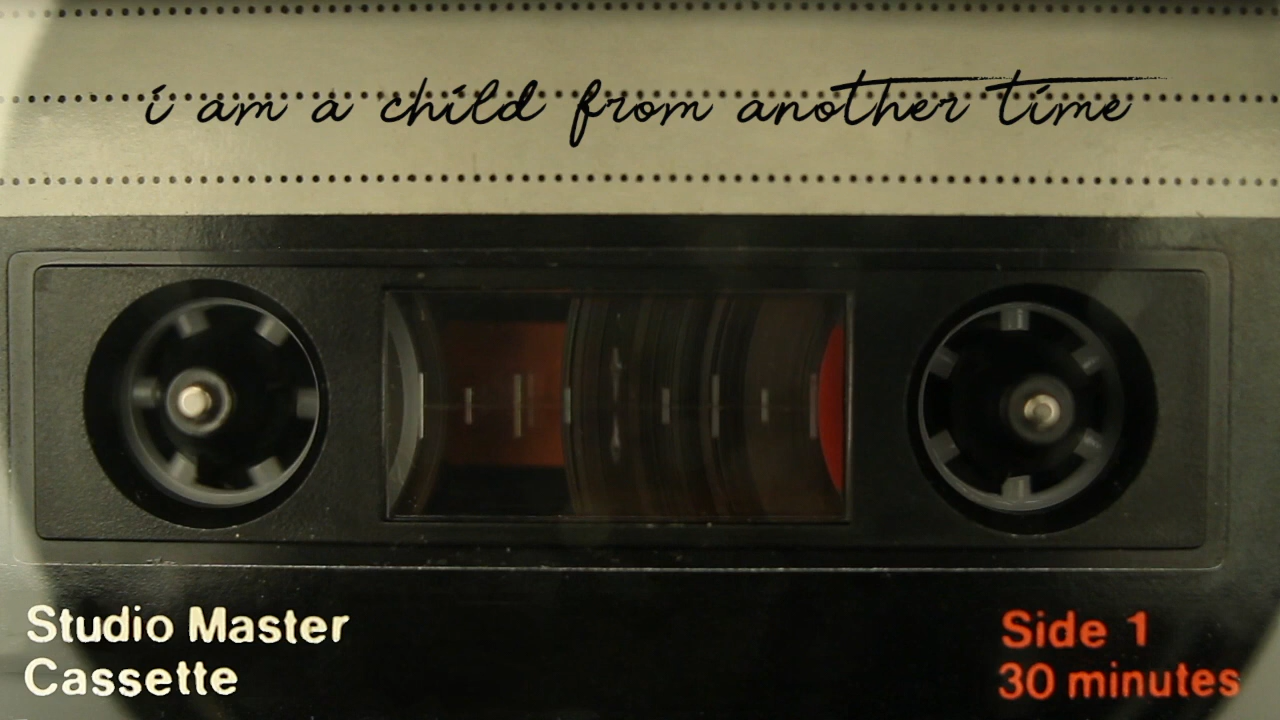 i am a child from another time
Studio Master
Cassette
Side 1
30 minutes